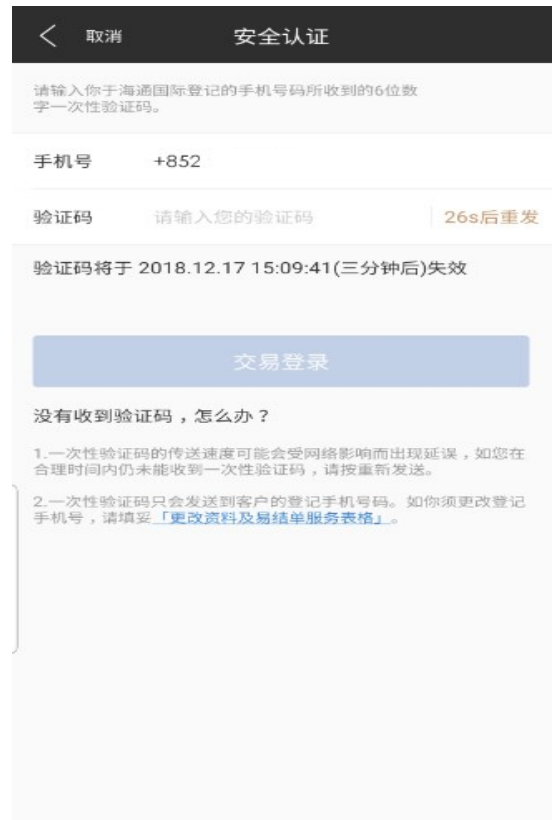 取消 安全认证
请输入你于海通国际登记的手机号码所收到的6位数
字一次性验证码。
手机号 +852
验证码 请输入您的验证码 26s后重发
验证码将于 2018.12.17 15:09:41(三分钟后)失效
交易登录
没有收到验证码，怎么办？
1.一次性验证码的传送速度可能会受网络影响而出现延误，如您在
合理时间内仍未能收到一次性验证码，请按重新发送。
2.一次性验证码只会发送到客户的登记手机号码。如你须更改登记
手机号，请填妥「更改资料及易结单服务表格」。